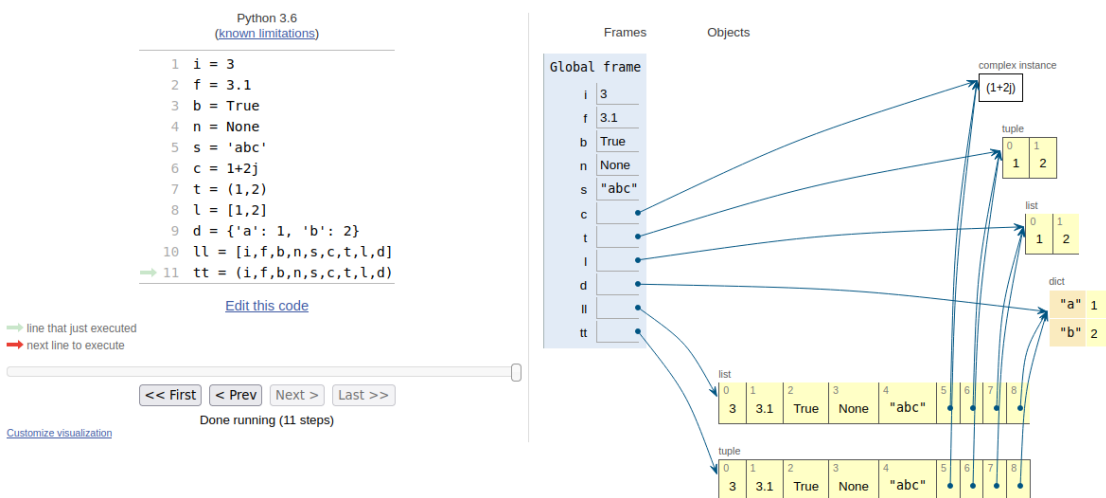 Python 3.6
(known limitations)
1 i = 3
2 f = 3.1
3 b = True
4 n = None
5 s = 'abc'
6 c = 1+2j
7 t = (1,2)
8 l = [1,2]
9 d = {'a': 1, 'b': 2}
10 ll = [i,f,b,n,s,c,t,l,d]
11 tt = (i,f,b,n,s,c,t,l,d)
Edit this code
line that just executed
next line to execute
<< First < Prev Next > Last >>
Done running (11 steps)
Customize visualization
Frames Objects
Global frame
i 3
f 3.1
b True
n None
s "abc"
c
t
l
d
ll
tt
complex instance
(1+2j)
tuple
0 1
1 2
list
0 1
1 2
dict
"a" 1
"b" 2
list
0 1 2 3 4 5 6 7 8
3 3.1 True None "abc"
tuple
0 1 2 3 4 5 6 7 8
3 3.1 True None "abc"